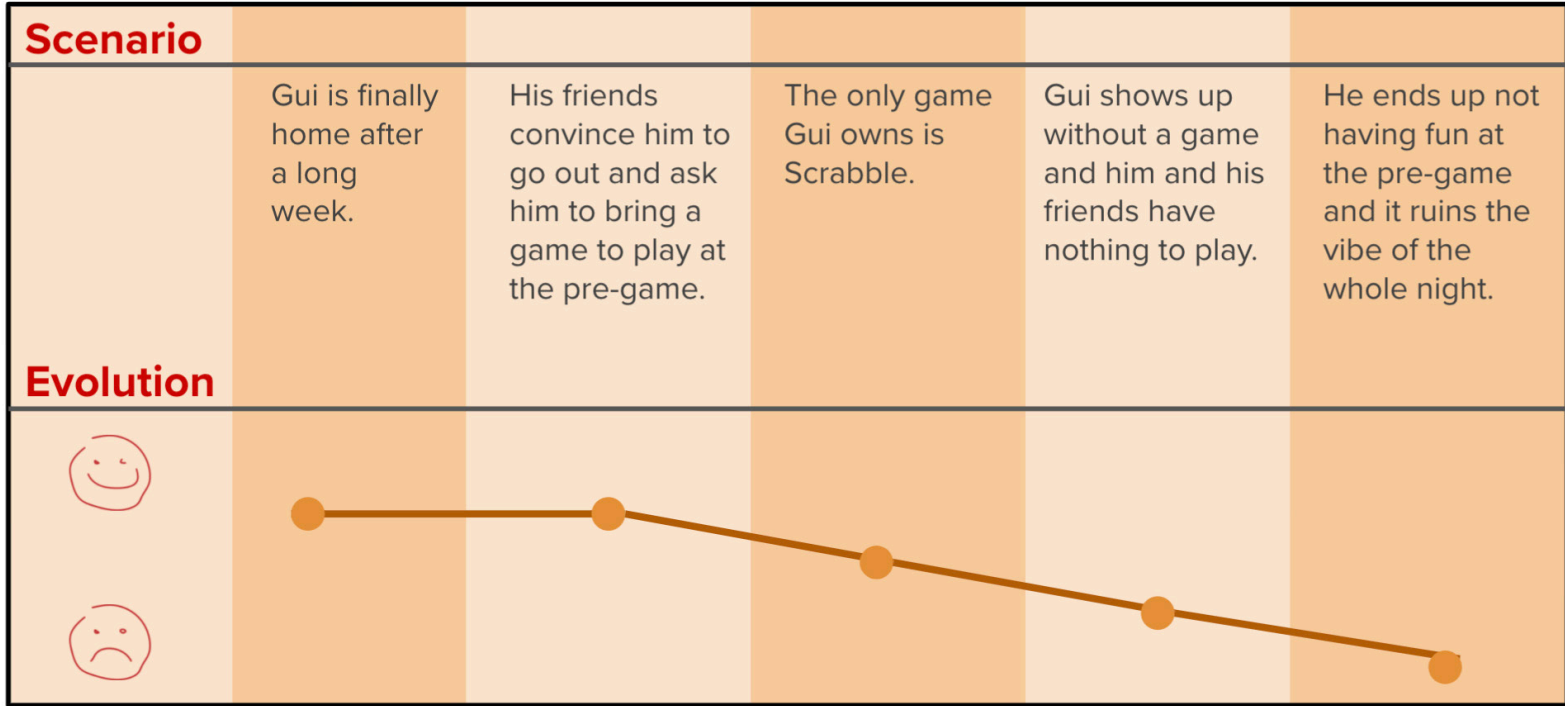 Scenario
Gui is finally
home after
a long
week.
His friends
convince him to
go out and ask
him to bring a
game to play at
the pre-game.
The only game
Gui owns is
Scrabble.
Gui shows up
without a game
and him and his
friends have
nothing to play.
He ends up not
having fun at
the pre-game
and it ruins the
vibe of the
whole night.
Evolution